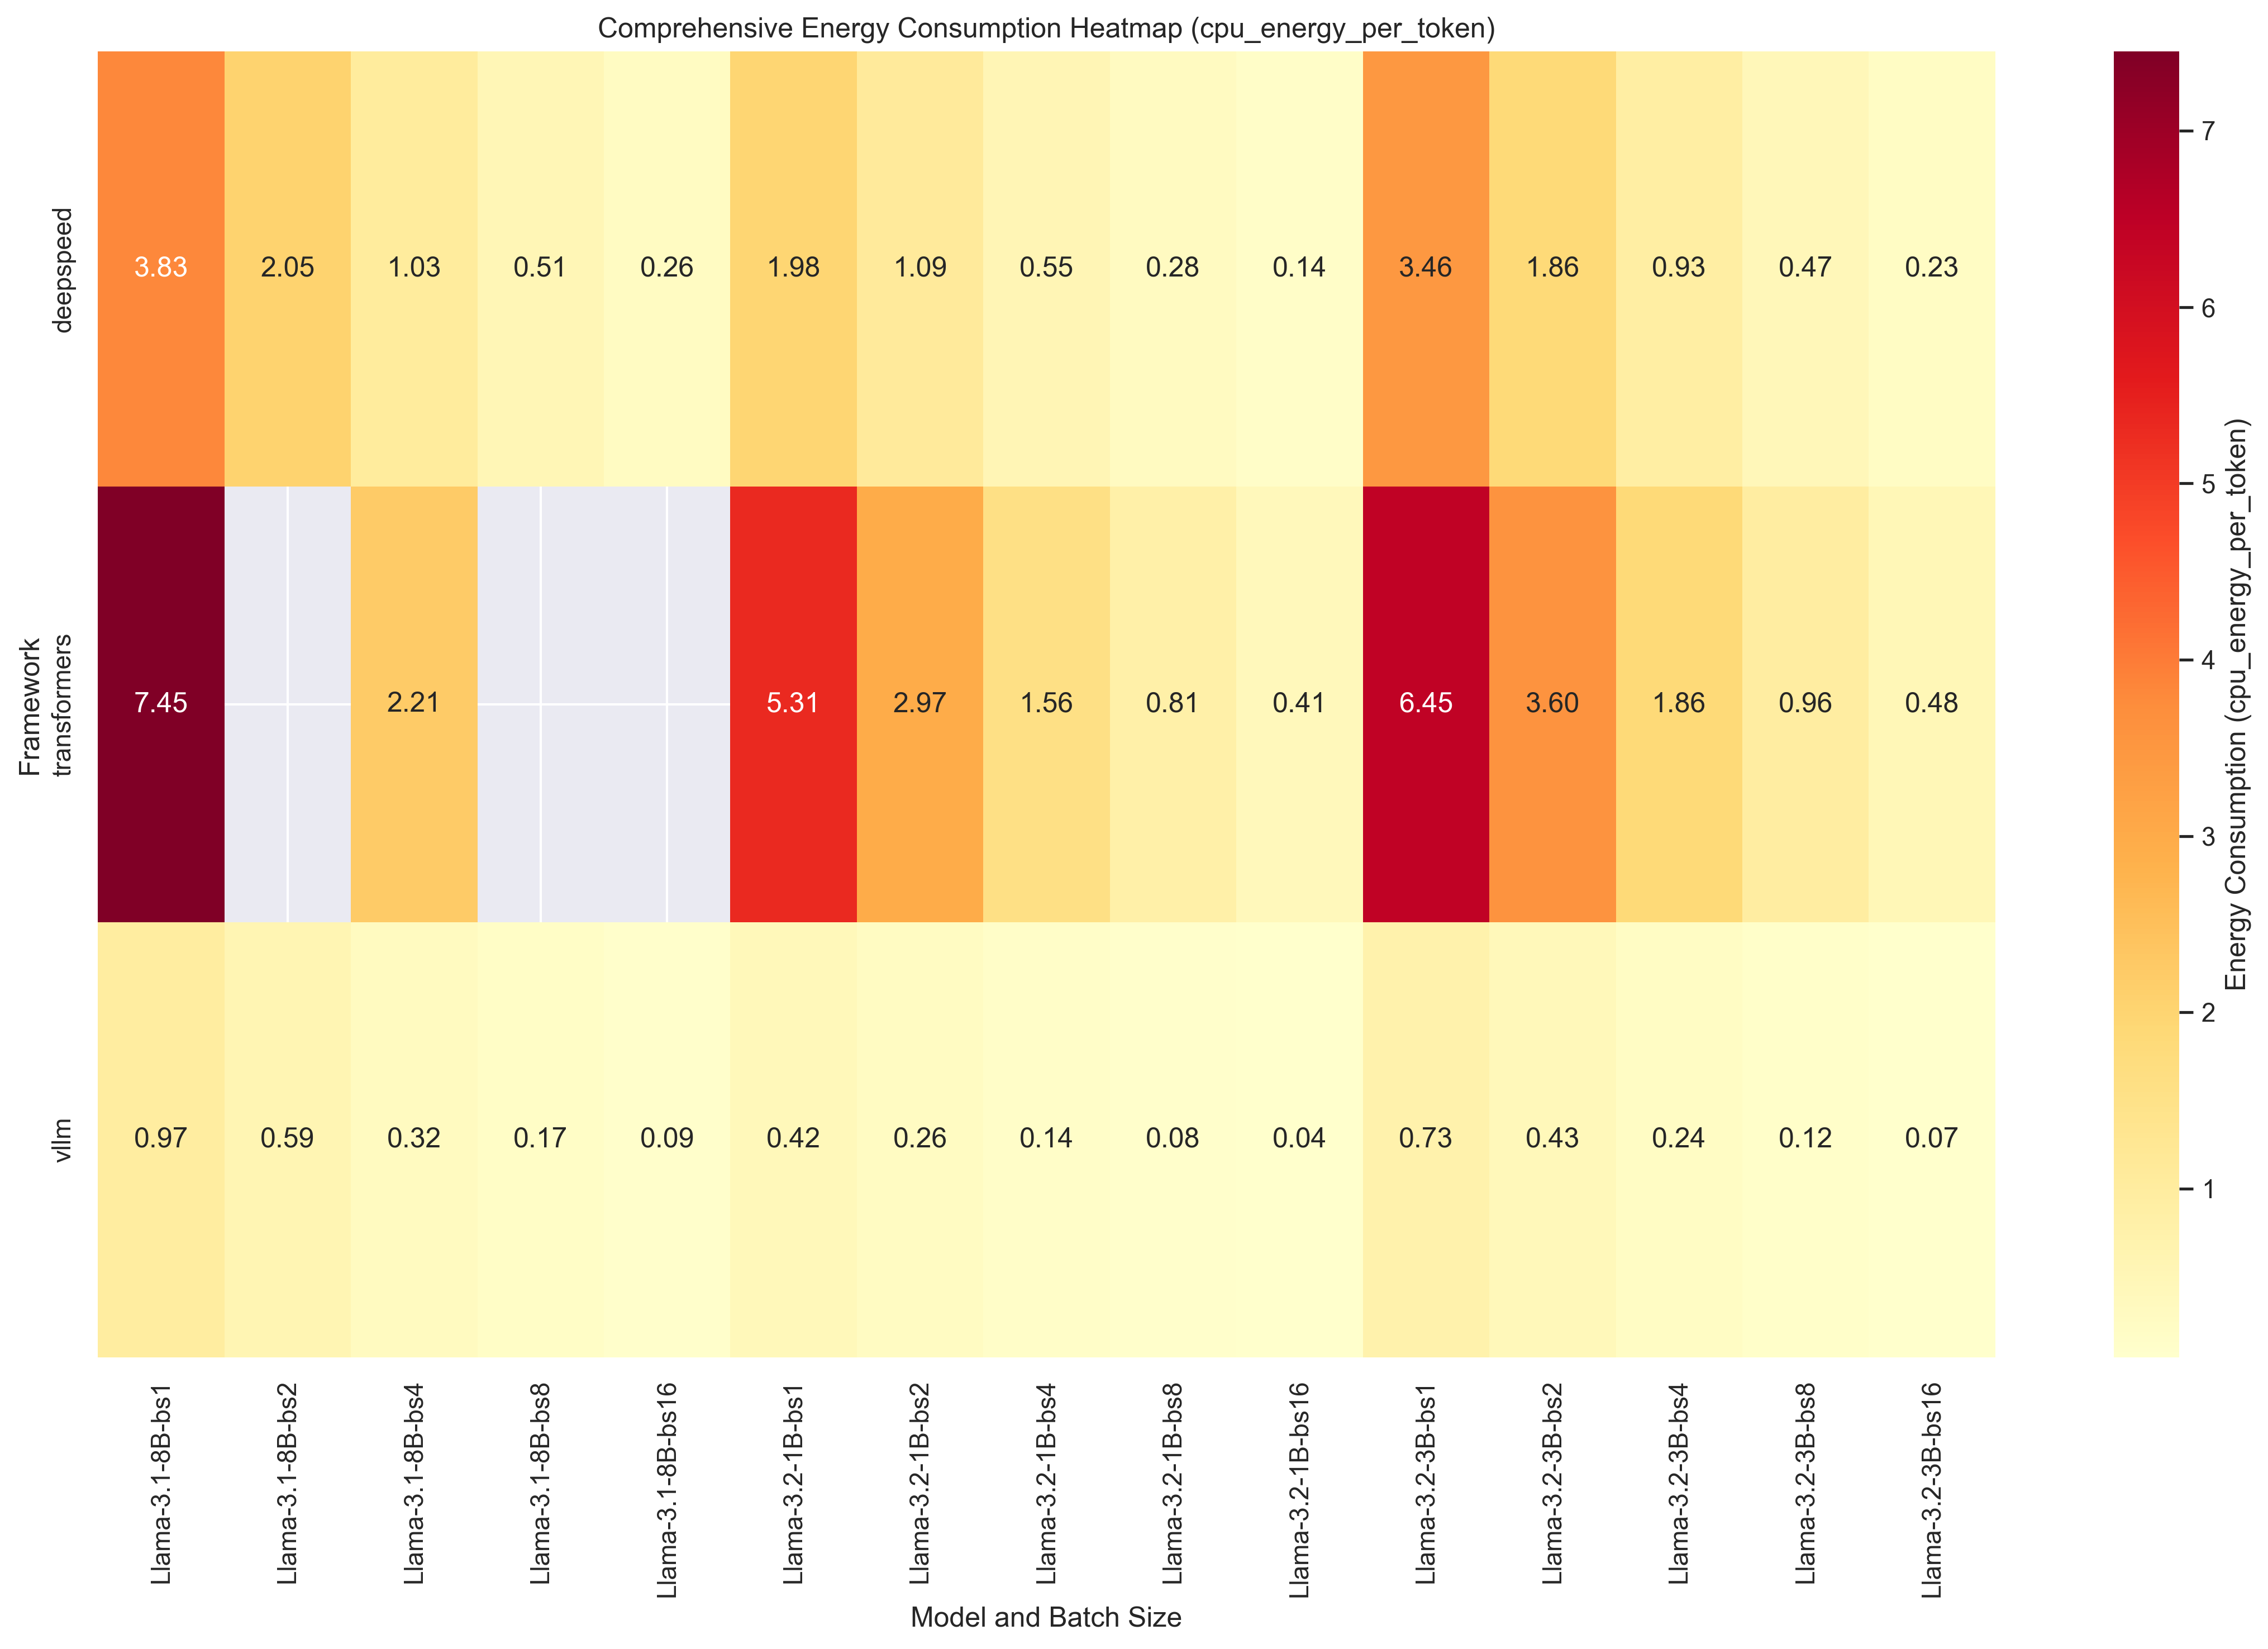 Comprehensive Energy Consumption Heatmap (cpu_energy_per_token)
Framework
deepspeed
3.83 2.05 1.03 0.51 0.26 1.98 1.09 0.55 0.28 0.14 3.46 1.86 0.93 0.47 0.23
transformers
7.45 2.21 5.31 2.97 1.56 0.81 0.41 6.45 3.60 1.86 0.96 0.48
vllm
0.97 0.59 0.32 0.17 0.09 0.42 0.26 0.14 0.08 0.04 0.73 0.43 0.24 0.12 0.07
Llama-3.1-8B-bs1
Llama-3.1-8B-bs2
Llama-3.1-8B-bs4
Llama-3.1-8B-bs8
Llama-3.1-8B-bs16
Llama-3.2-1B-bs1
Llama-3.2-1B-bs2
Llama-3.2-1B-bs4
Llama-3.2-1B-bs8
Llama-3.2-1B-bs16
Llama-3.2-3B-bs1
Llama-3.2-3B-bs2
Llama-3.2-3B-bs4
Llama-3.2-3B-bs8
Llama-3.2-3B-bs16
Model and Batch Size
7
6
5
4
3
2
1
Energy Consumption (cpu_energy_per_token)